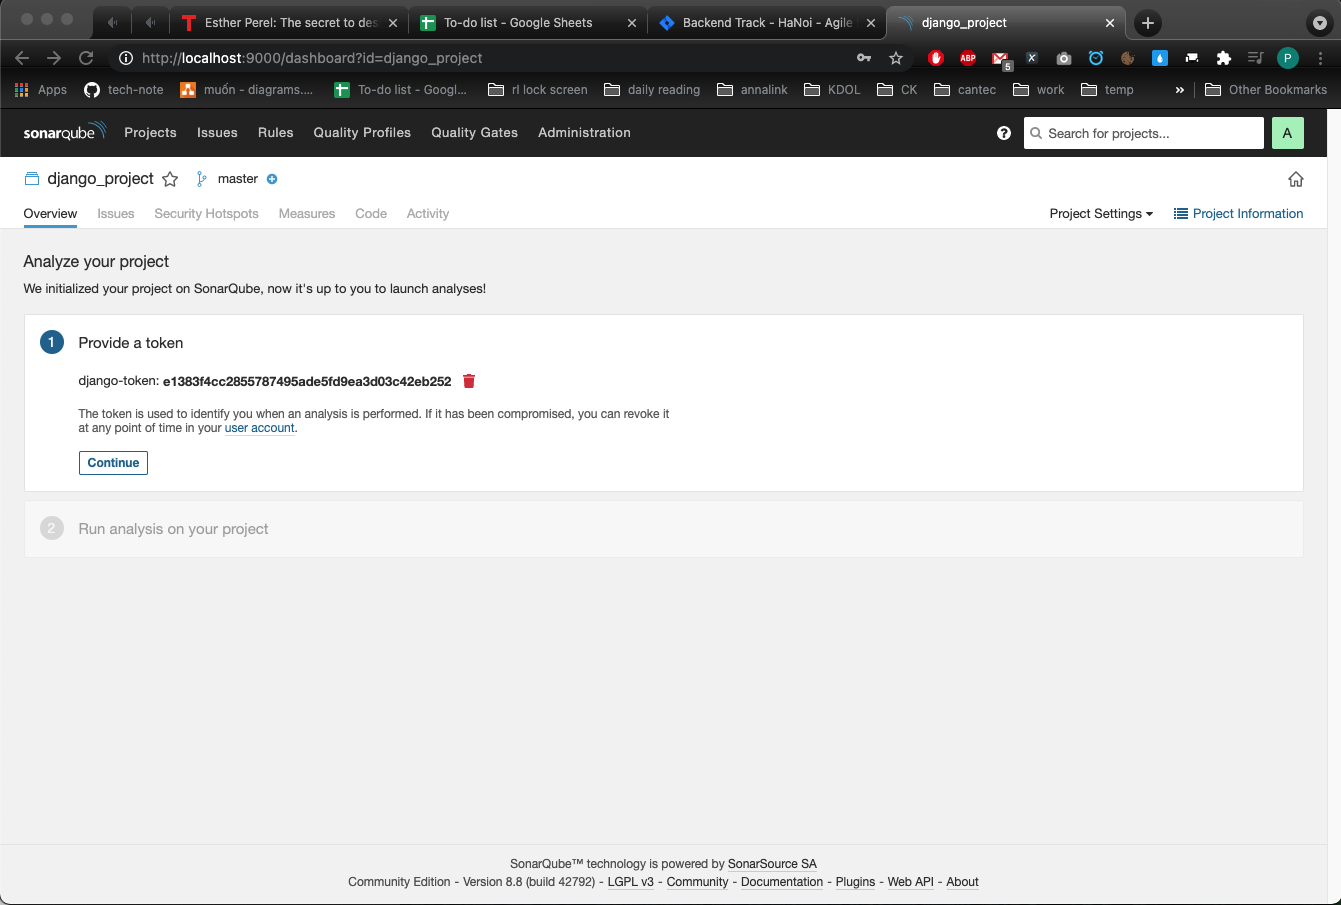 Esther Perel: The secret to des
To-do list - Google Sheets
Backend Track - HaNoi - Agile
django_project
http://localhost:9000/dashboard?id=django_project
ABP
5
X
P
Apps
tech-note
muốn - diagrams....
To-do list - Googl...
rl lock screen
daily reading
annalink
KDOL
CK
cantec
work
temp
»
Other Bookmarks
sonarqube
Projects
Issues
Rules
Quality Profiles
Quality Gates
Administration
?
Search for projects...
A
django_project
master
Overview
Issues
Security Hotspots
Measures
Code
Activity
Project Settings
Project Information
Analyze your project
We initialized your project on SonarQube, now it's up to you to launch analyses!
1
Provide a token
django-token: e1383f4cc2855787495ade5fd9ea3d03c42eb252
The token is used to identify you when an analysis is performed. If it has been compromised, you can revoke it
at any point of time in your user account.
Continue
2
Run analysis on your project
SonarQube™ technology is powered by SonarSource SA
Community Edition - Version 8.8 (build 42792) - LGPL v3 - Community - Documentation - Plugins - Web API - About